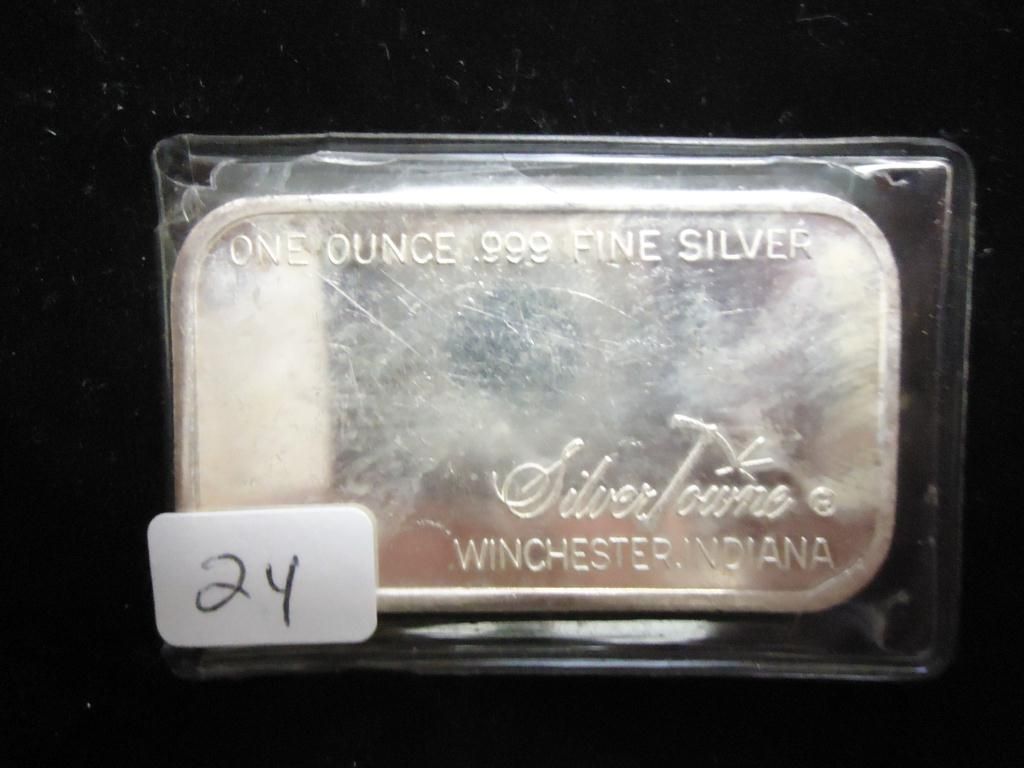 ONE OUNCE .999 FINE SILVER
SilverTowne ®
WINCHESTER, INDIANA
24